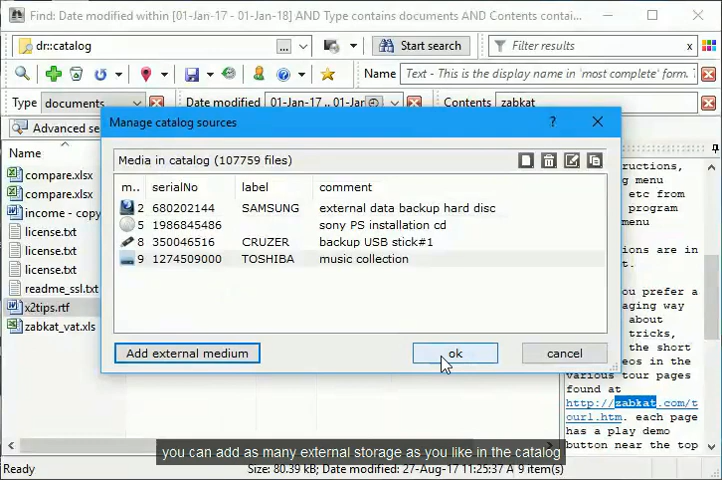 Find: Date modified within [01-Jan-17 -> 01-Jan-18] AND Type contains documents AND Contents contain...
dr::catalog
...
Start search
Filter results
x
Name
Text - This is the display name in 'most complete' form. T
Type
documents
Date modified
01-Jan-17 .. 01-Jan
Contents
zabkat
Advanced se
Manage catalog sources
?
Media in catalog (107759 files)
m.. serialNo label comment
2 680202144 SAMSUNG external data backup hard disc
5 1986845486 sony PS installation cd
8 350046516 CRUZER backup USB stick#1
9 1274509000 TOSHIBA music collection
Add external medium
ok
cancel
Name
compare.xlsx
compare.xlsx
income - copy
license.txt
license.txt
license.txt
readme_ssl.txt
x2tips.rtf
zabkat_vat.xls
structions,
g menu
etc from
program
menu
ons are in
t.
you prefer a
aging way
about
tricks,
the short
eos in the
various tour pages
found at
http://zabkat.com/t
ourl.htm. each page
has a play demo
button near the top
you can add as many external storage as you like in the catalog
Ready
Size: 80.39 kB; Date modified: 27-Aug-17 11:25:37 A
9 item(s)